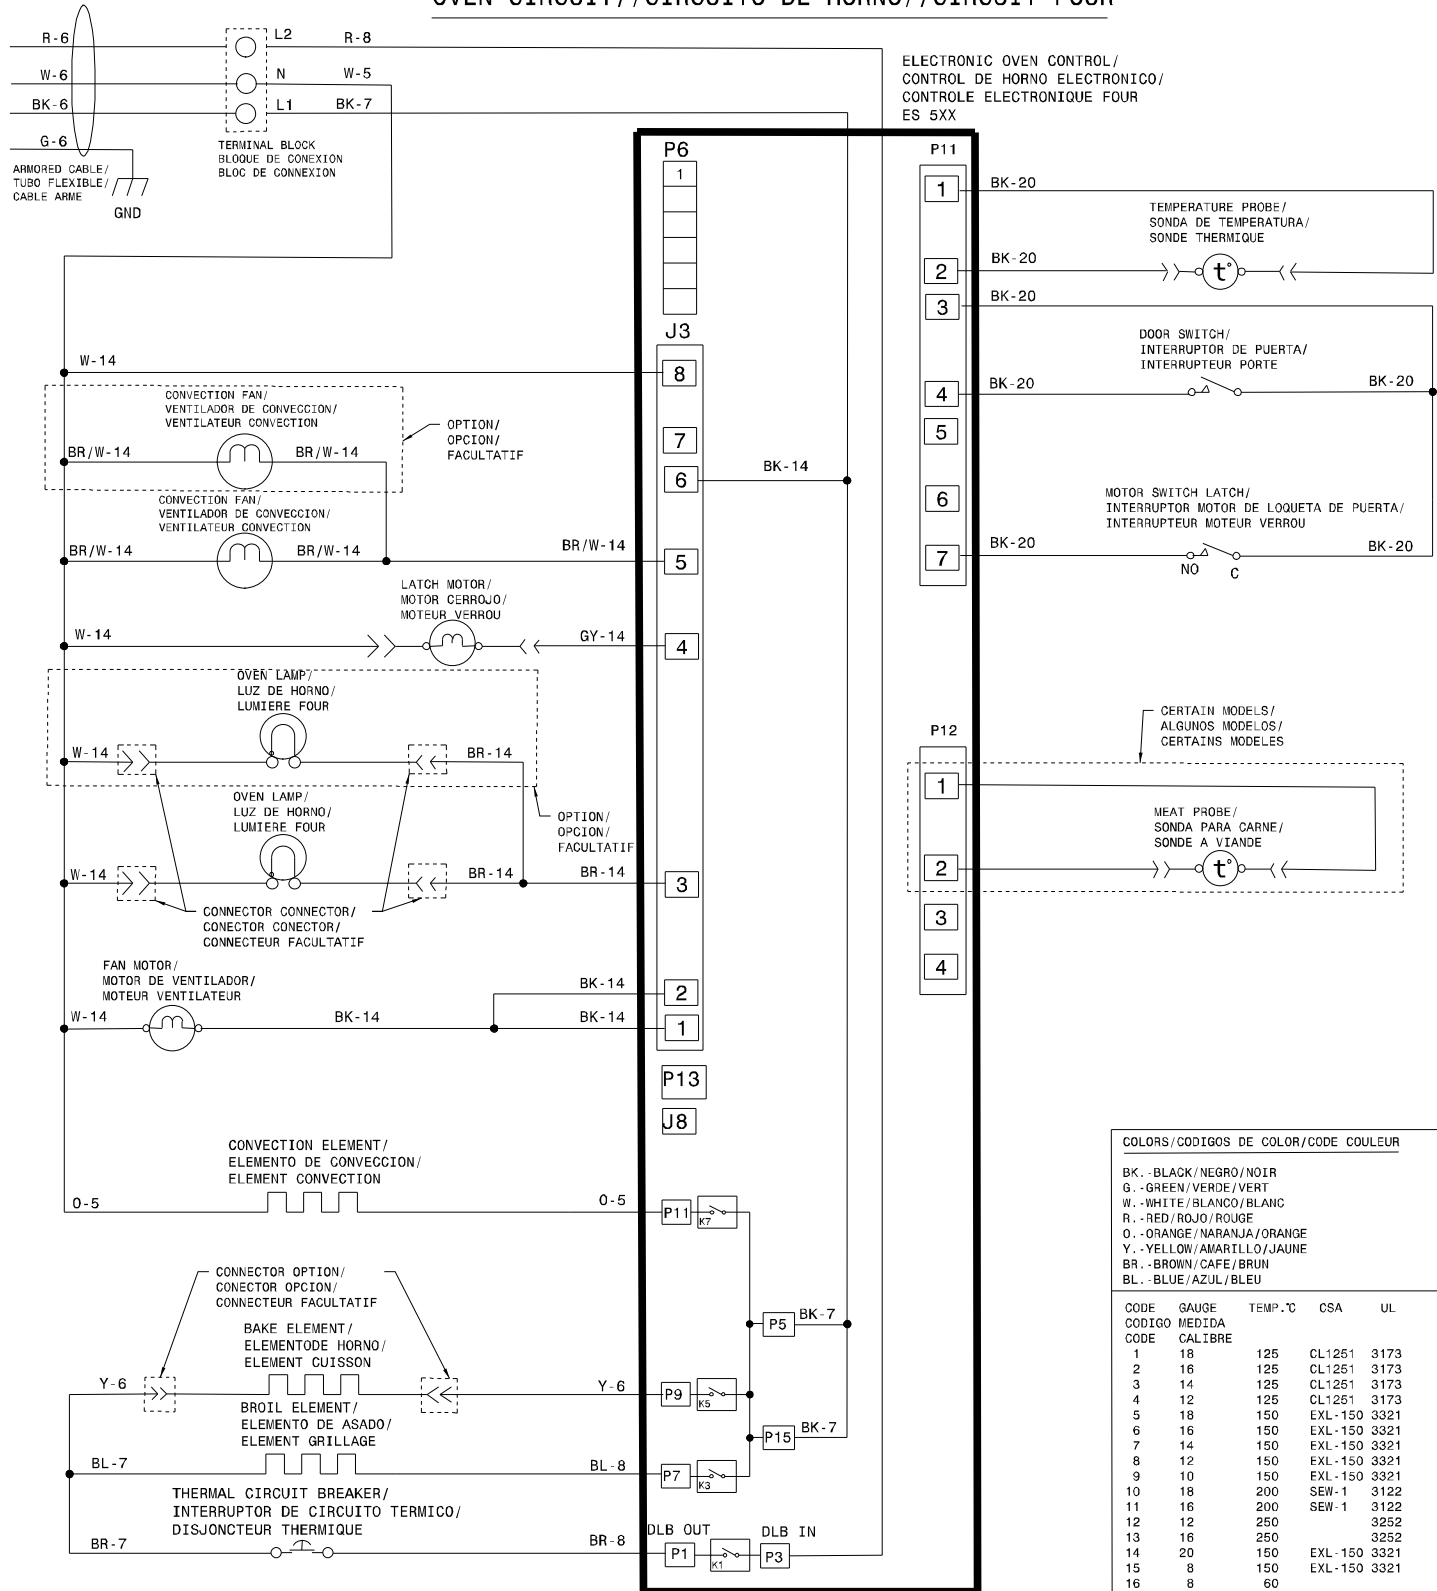 OVEN CIRCUIT//CIRCUITO DE HORNO//CIRCUIT FOUR
R-6
L2
R-8
W-6
N
W-5
BK-6
L1
BK-7
G-6
ARMORED CABLE/
TUBO FLEXIBLE/
CABLE ARME
GND
TERMINAL BLOCK
BLOQUE DE CONEXION
BLOC DE CONNEXION
ELECTRONIC OVEN CONTROL/
CONTROL DE HORNO ELECTRONICO/
CONTROLE ELECTRONIQUE FOUR
ES 5XX
P6
1
J3
8
7
6
5
4
3
2
1
P13
J8
W-14
CONVECTION FAN/
VENTILADOR DE CONVECCION/
VENTILATEUR CONVECTION
BR/W-14
BR/W-14
OPTION/
OPCION/
FACULTATIF
CONVECTION FAN/
VENTILADOR DE CONVECCION/
VENTILATEUR CONVECTION
BR/W-14
BR/W-14
BR/W-14
BK-14
LATCH MOTOR/
MOTOR CERROJO/
MOTEUR VERROU
W-14
GY-14
OVEN LAMP/
LUZ DE HORNO/
LUMIERE FOUR
W-14
BR-14
OVEN LAMP/
LUZ DE HORNO/
LUMIERE FOUR
OPTION/
OPCION/
FACULTATIF
W-14
BR-14
BR-14
CONNECTOR CONNECTOR/
CONECTOR CONECTOR/
CONNECTEUR FACULTATIF
FAN MOTOR/
MOTOR DE VENTILADOR/
MOTEUR VENTILATEUR
W-14
BK-14
BK-14
BK-14
P11
1
2
3
4
5
6
7
BK-20
TEMPERATURE PROBE/
SONDA DE TEMPERATURA/
SONDE THERMIQUE
BK-20
t°
BK-20
DOOR SWITCH/
INTERRUPTOR DE PUERTA/
INTERRUPTEUR PORTE
BK-20
BK-20
MOTOR SWITCH LATCH/
INTERRUPTOR MOTOR DE LOQUETA DE PUERTA/
INTERRUPTEUR MOTEUR VERROU
BK-20
BK-20
NO
C
P12
1
2
3
4
CERTAIN MODELS/
ALGUNOS MODELOS/
CERTAINS MODELES
MEAT PROBE/
SONDA PARA CARNE/
SONDE A VIANDE
t°
CONVECTION ELEMENT/
ELEMENTO DE CONVECCION/
ELEMENT CONVECTION
O-5
O-5
P11
K7
CONNECTOR OPTION/
CONECTOR OPCION/
CONNECTEUR FACULTATIF
P5
BK-7
BAKE ELEMENT/
ELEMENTODE HORNO/
ELEMENT CUISSON
Y-6
Y-6
P9
K5
BROIL ELEMENT/
ELEMENTO DE ASADO/
ELEMENT GRILLAGE
P15
BK-7
BL-7
BL-8
P7
K3
THERMAL CIRCUIT BREAKER/
INTERRUPTOR DE CIRCUITO TERMICO/
DISJONCTEUR THERMIQUE
BR-7
BR-8
DLB OUT
DLB IN
P1
K1
P3
COLORS/CODIGOS DE COLOR/CODE COULEUR
BK.-BLACK/NEGRO/NOIR
G.-GREEN/VERDE/VERT
W.-WHITE/BLANCO/BLANC
R.-RED/ROJO/ROUGE
O.-ORANGE/NARANJA/ORANGE
Y.-YELLOW/AMARILLO/JAUNE
BR.-BROWN/CAFE/BRUN
BL.-BLUE/AZUL/BLEU
CODE GAUGE TEMP.℃ CSA UL
CODIGO MEDIDA
CODE CALIBRE
1 18 125 CL1251 3173
2 16 125 CL1251 3173
3 14 125 CL1251 3173
4 12 125 CL1251 3173
5 18 150 EXL-150 3321
6 16 150 EXL-150 3321
7 14 150 EXL-150 3321
8 12 150 EXL-150 3321
9 10 150 EXL-150 3321
10 18 200 SEW-1 3122
11 16 200 SEW-1 3122
12 12 250 3252
13 16 250 3252
14 20 150 EXL-150 3321
15 8 150 EXL-150 3321
16 8 60